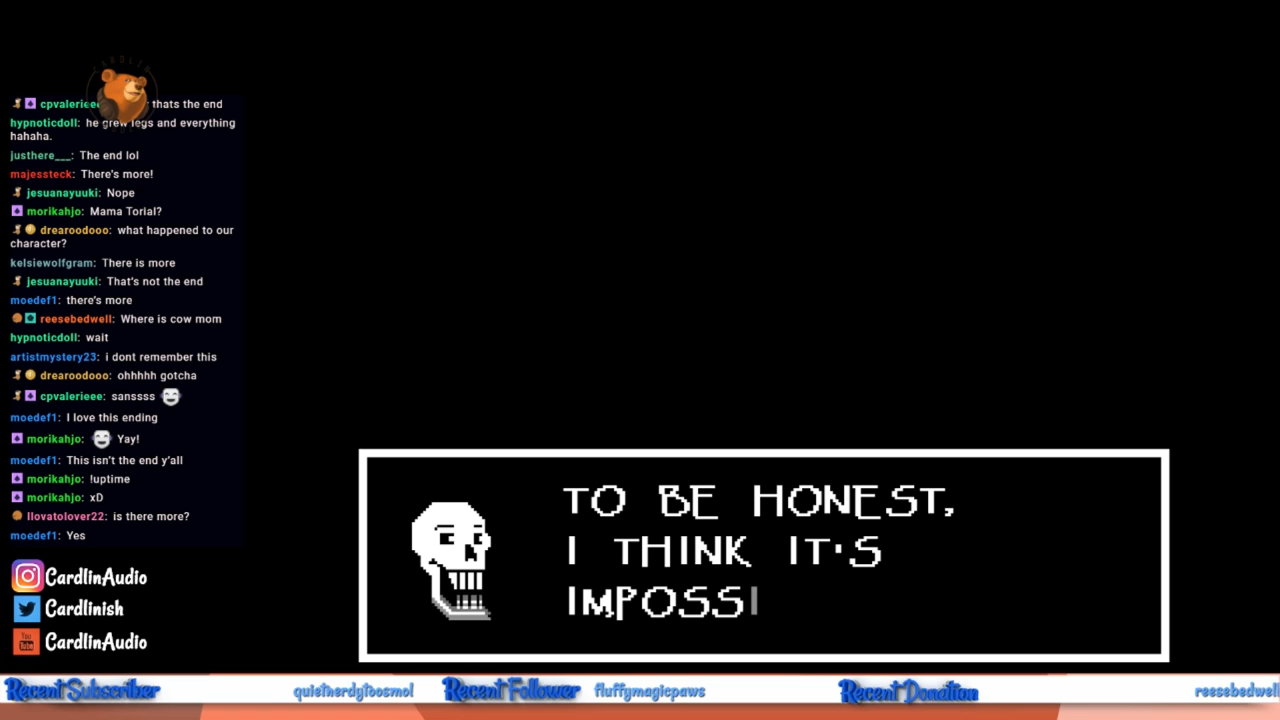 cpvalerieee: thats the end
hypnoticdoll: he grew legs and everything
hahaha.
justhere___: The end lol
majessteck: There's more!
jesuanayuuki: Nope
morikahjo: Mama Torial?
drearoodooo: what happened to our
character?
kelsiewolfgram: There is more
jesuanayuuki: That's not the end
moedef1: there's more
reesebedwell: Where is cow mom
hypnoticdoll: wait
artistmystery23: i dont remember this
drearoodooo: ohhhhh gotcha
cpvalerieee: sanssss
moedef1: I love this ending
morikahjo: Yay!
moedef1: This isn't the end y'all
morikahjo: !uptime
morikahjo: xD
llovatolover22: is there more?
moedef1: Yes
CardlinAudio
Cardlinish
CardlinAudio
TO BE HONEST,
I THINK IT'S
IMPOSSI
Recent Subscriber quietnerdytoosmol Recent Follower fluffymagicpaws Recent Donation reesebedwell